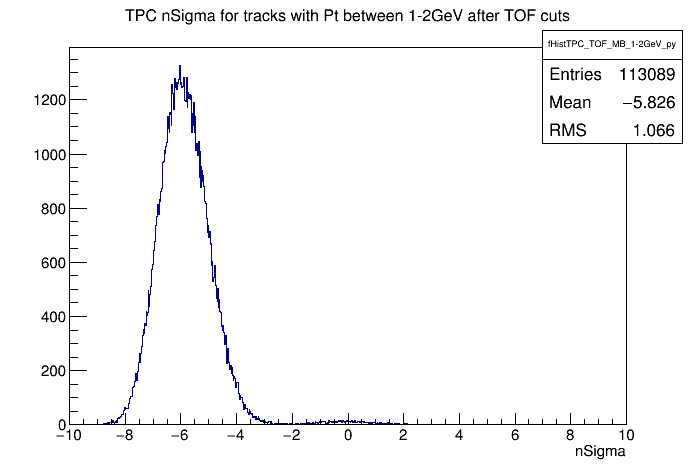 TPC nSigma for tracks with Pt between 1-2GeV after TOF cuts
fHistTPC_TOF_MB_1-2GeV_py
Entries 113089
Mean −5.826
RMS 1.066
1200
1000
800
600
400
200
0
−10 −8 −6 −4 −2 0 2 4 6 8 10
nSigma